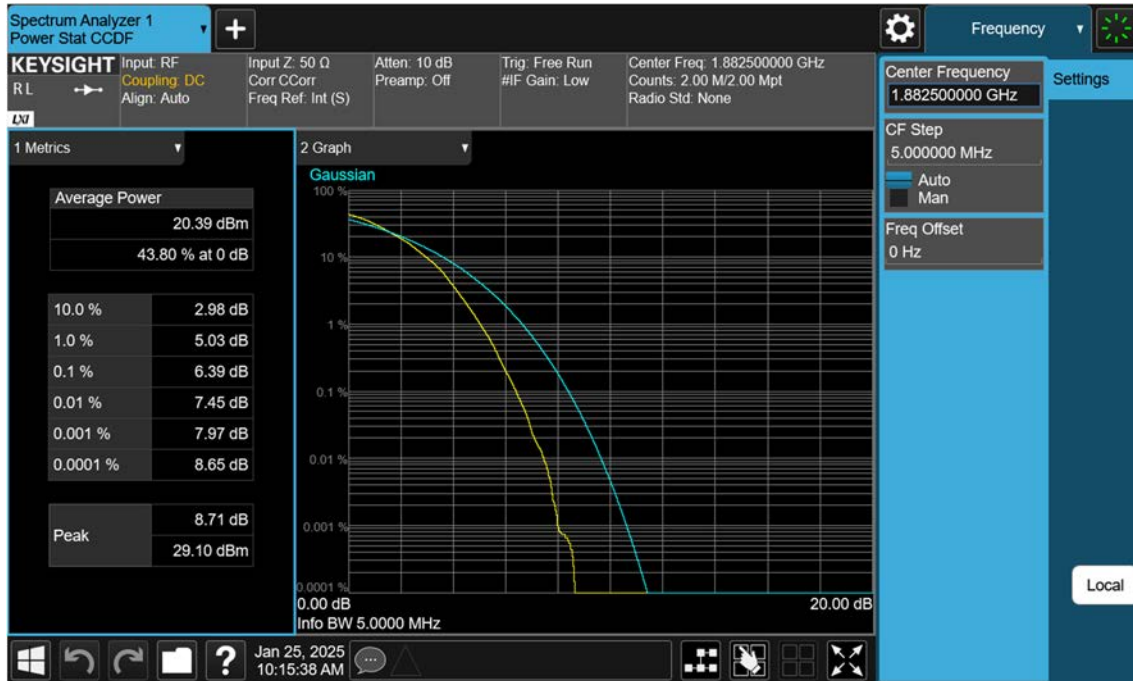 Spectrum Analyzer 1
Power Stat CCDF
Frequency
KEYSIGHT
RL
LXI
Input: RF
Coupling: DC
Align: Auto
Input Z: 50 Ω
Corr CCorr
Freq Ref: Int (S)
Atten: 10 dB
Preamp: Off
Trig: Free Run
#IF Gain: Low
Center Freq: 1.882500000 GHz
Counts: 2.00 M/2.00 Mpt
Radio Std: None
Center Frequency
1.882500000 GHz
Settings
CF Step
5.000000 MHz
Auto
Man
Freq Offset
0 Hz
1 Metrics
Average Power
20.39 dBm
43.80 % at 0 dB
10.0 % 2.98 dB
1.0 % 5.03 dB
0.1 % 6.39 dB
0.01 % 7.45 dB
0.001 % 7.97 dB
0.0001 % 8.65 dB
Peak 8.71 dB
29.10 dBm
2 Graph
Gaussian
100 %
10 %
1 %
0.1 %
0.01 %
0.001 %
0.0001 %
0.00 dB 20.00 dB
Info BW 5.0000 MHz
Local
?
Jan 25, 2025
10:15:38 AM